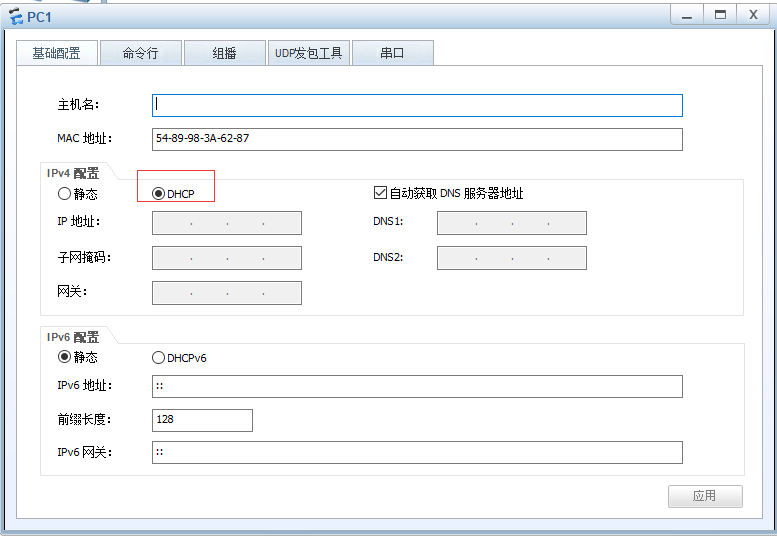 PC1
基础配置 命令行 组播 UDP发包工具 串口
主机名：
MAC 地址： 54-89-98-3A-62-87
IPv4 配置
静态 DHCP 自动获取 DNS 服务器地址
IP 地址： . . . DNS1: . . .
子网掩码： . . . DNS2: . . .
网关： . . .
IPv6 配置
静态 DHCPv6
IPv6 地址： ::
前缀长度： 128
IPv6 网关： ::
应用